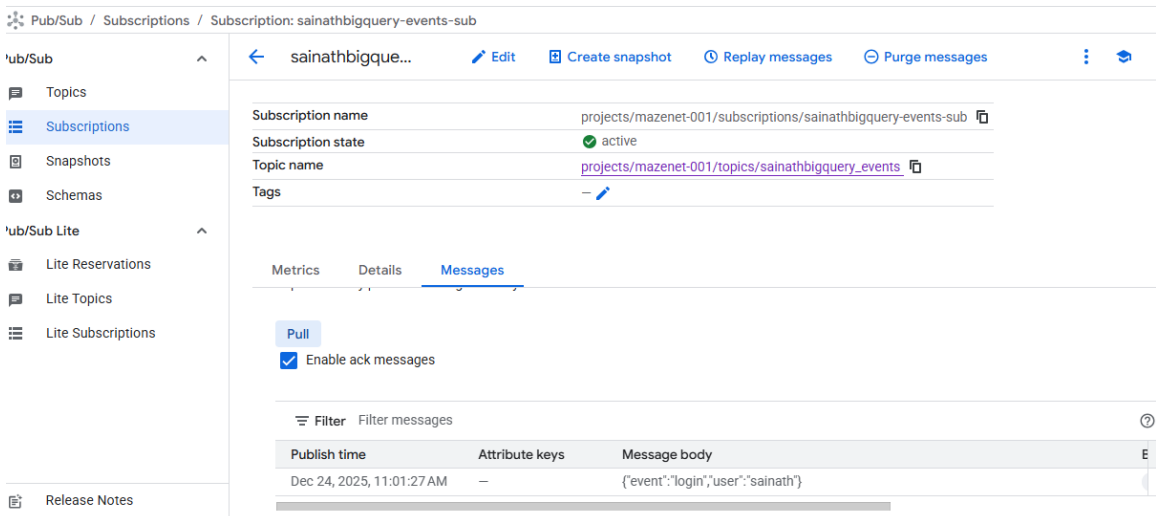 Pub/Sub / Subscriptions / Subscription: sainathbigquery-events-sub
Pub/Sub
Topics
Subscriptions
Snapshots
Schemas
Pub/Sub Lite
Lite Reservations
Lite Topics
Lite Subscriptions
Release Notes
sainathbigque... Edit Create snapshot Replay messages Purge messages
Subscription name projects/mazenet-001/subscriptions/sainathbigquery-events-sub
Subscription state active
Topic name projects/mazenet-001/topics/sainathbigquery_events
Tags —
Metrics Details Messages
Pull
Enable ack messages
Filter Filter messages
Publish time Attribute keys Message body
Dec 24, 2025, 11:01:27 AM — {"event":"login","user":"sainath"}